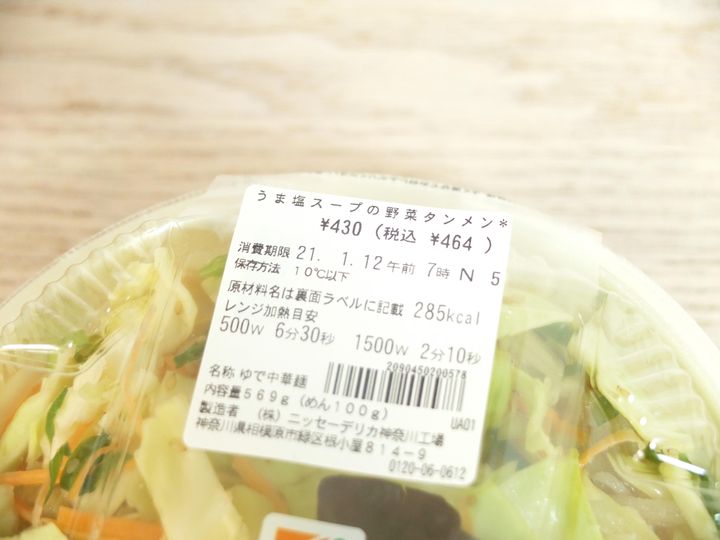 うま塩スープの野菜タンメン*
¥430 (税込 ¥464 )
消費期限 21. 1. 12 午前 7時 N 5
保存方法 10℃以下
原材料名は裏面ラベルに記載 285kcal
レンジ加熱目安
500W 6分30秒 1500W 2分10秒
2090450200573
名称 ゆで中華麺
内容量569g (めん100g)
UA01
製造者 (株) ニッセーデリカ神奈川工場
神奈川県相模原市緑区根小屋814-9
0120-06-0612